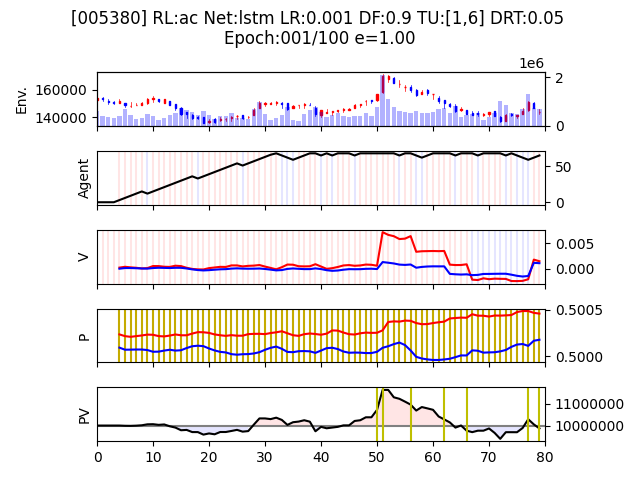 [005380] RL:ac Net:lstm LR:0.001 DF:0.9 TU:[1,6] DRT:0.05
Epoch:001/100 e=1.00
1e6
Env.
160000
140000
2
0
Agent
50
0
V
0.005
0.000
P
0.5005
0.5000
PV
11000000
10000000
0 10 20 30 40 50 60 70 80